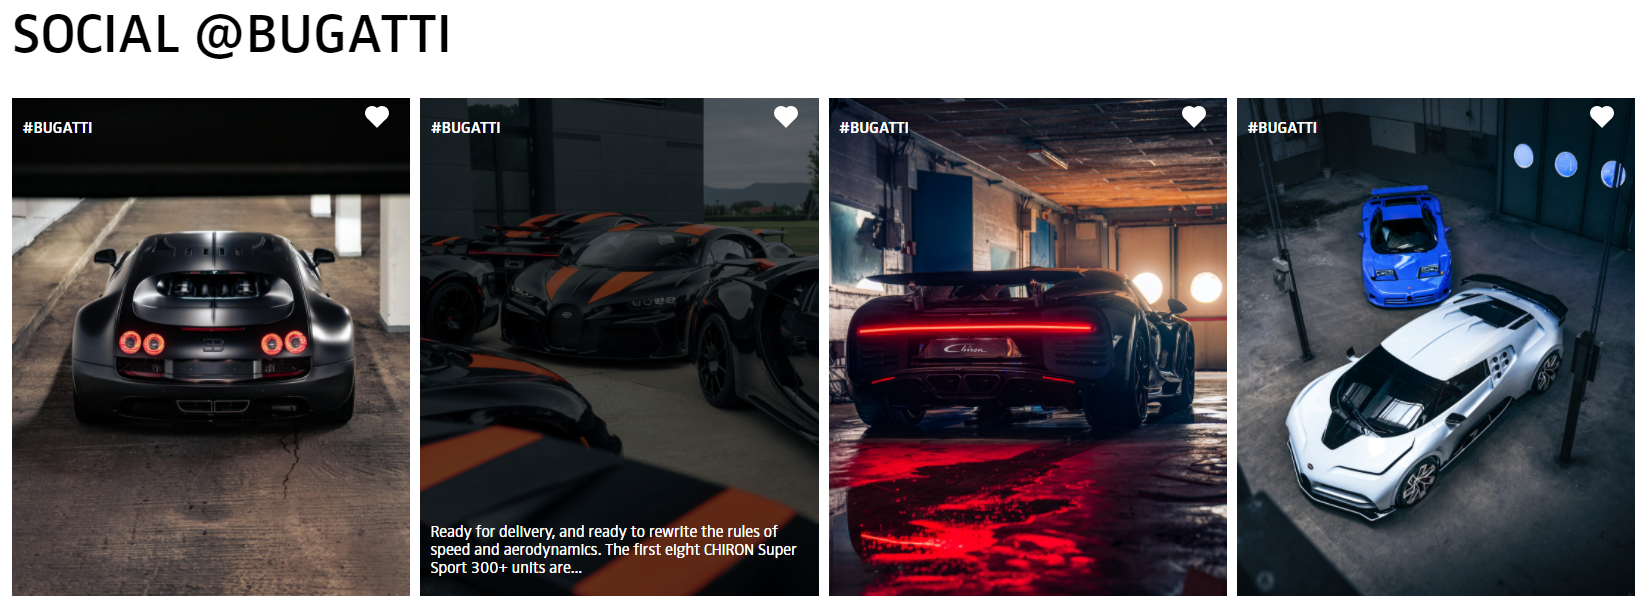 SOCIAL @BUGATTI
#BUGATTI
#BUGATTI
Ready for delivery, and ready to rewrite the rules of
speed and aerodynamics. The first eight CHIRON Super
Sport 300+ units are...
#BUGATTI
Chiron
#BUGATTI